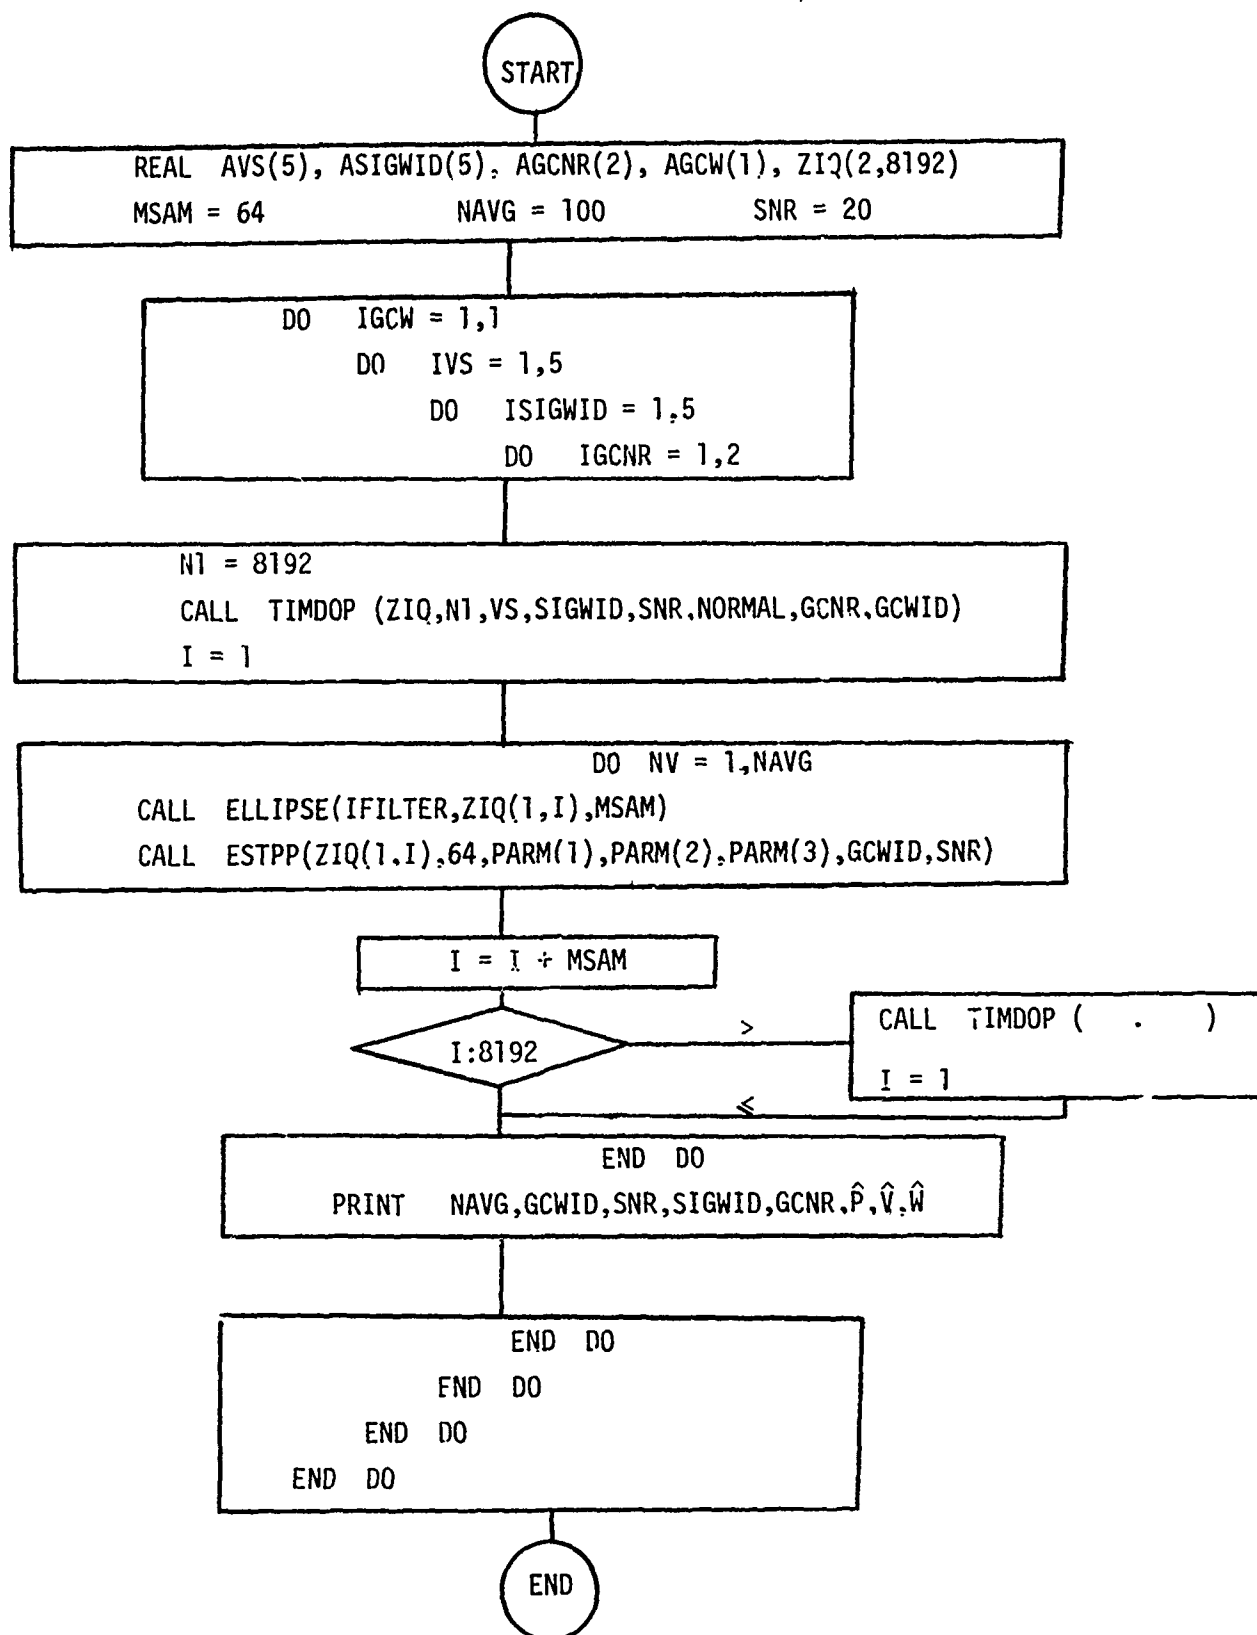 START
REAL AVS(5), ASIGWID(5), AGCNR(2), AGCW(1), ZIQ(2,8192)
MSAM = 64 NAVG = 100 SNR = 20
DO IGCW = 1,1
DO IVS = 1,5
DO ISIGWID = 1,5
DO IGCNR = 1,2
N1 = 8192
CALL TIMDOP (ZIQ,N1,VS,SIGWID,SNR,NORMAL,GCNR,GCWID)
I = 1
DO NV = 1,NAVG
CALL ELLIPSE(IFILTER,ZIQ(1,I),MSAM)
CALL ESTPP(ZIQ(1,I),64,PARM(1),PARM(2),PARM(3),GCWID,SNR)
I = I + MSAM
I:8192
>
CALL TIMDOP ( . )
I = 1
≤
END DO
PRINT NAVG,GCWID,SNR,SIGWID,GCNR,P̂,V̂,Ŵ
END DO
END DO
END DO
END DO
END